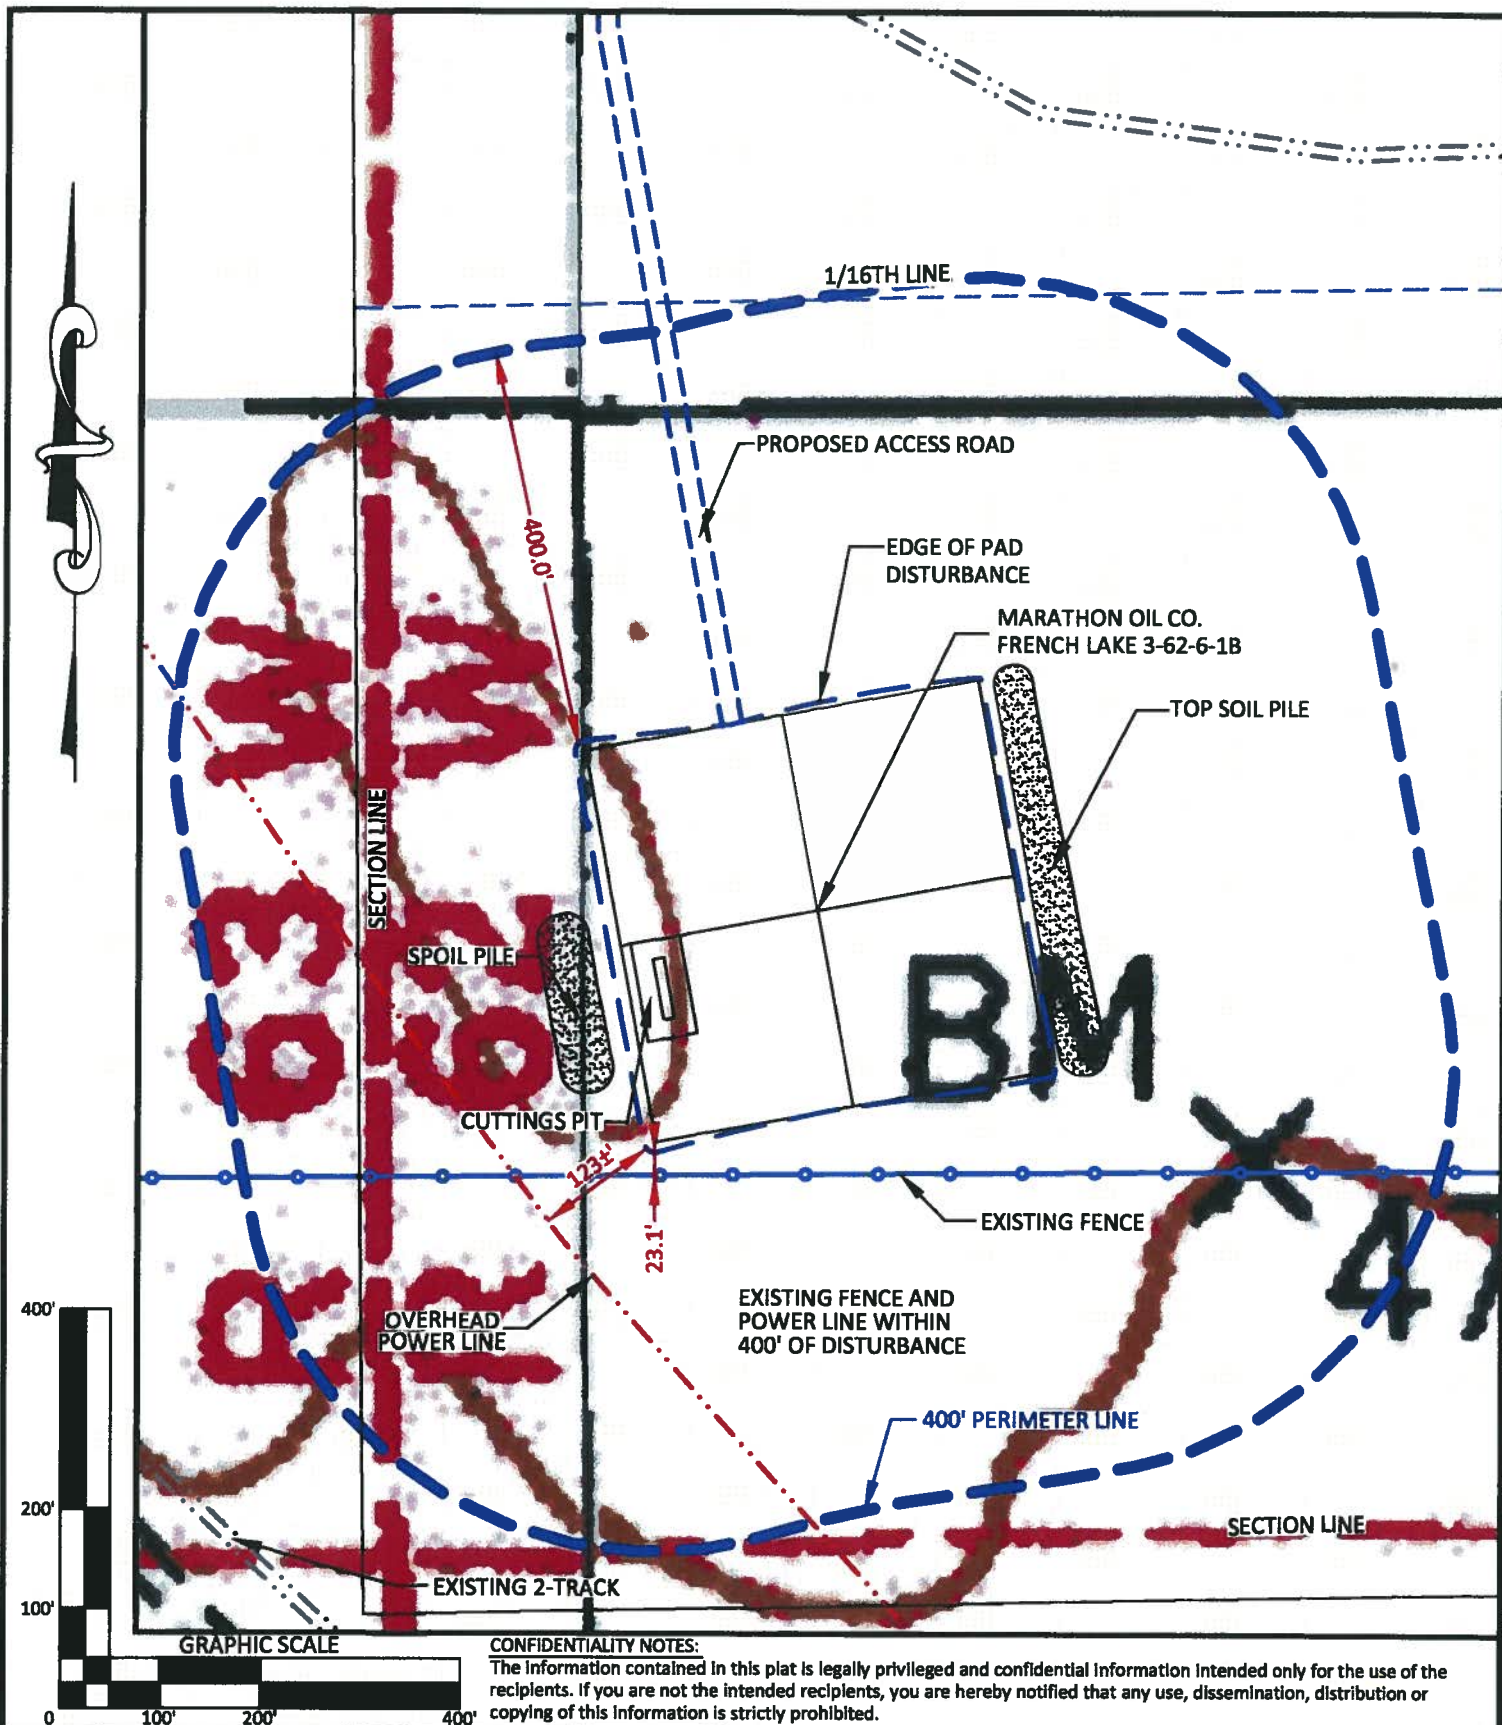 1/16TH LINE
PROPOSED ACCESS ROAD
400.0'
EDGE OF PAD
DISTURBANCE
MARATHON OIL CO.
FRENCH LAKE 3-62-6-1B
TOP SOIL PILE
SECTION LINE
R 63 W
R 62 W
SPOIL PILE
BM
CUTTINGS PIT
123±'
23.1'
EXISTING FENCE
47
OVERHEAD
POWER LINE
EXISTING FENCE AND
POWER LINE WITHIN
400' OF DISTURBANCE
400' PERIMETER LINE
SECTION LINE
EXISTING 2-TRACK
400'
200'
100'
GRAPHIC SCALE
0 100' 200' 400'
CONFIDENTIALITY NOTES:
The information contained in this plat is legally privileged and confidential information intended only for the use of the
recipients. If you are not the intended recipients, you are hereby notified that any use, dissemination, distribution or
copying of this information is strictly prohibited.